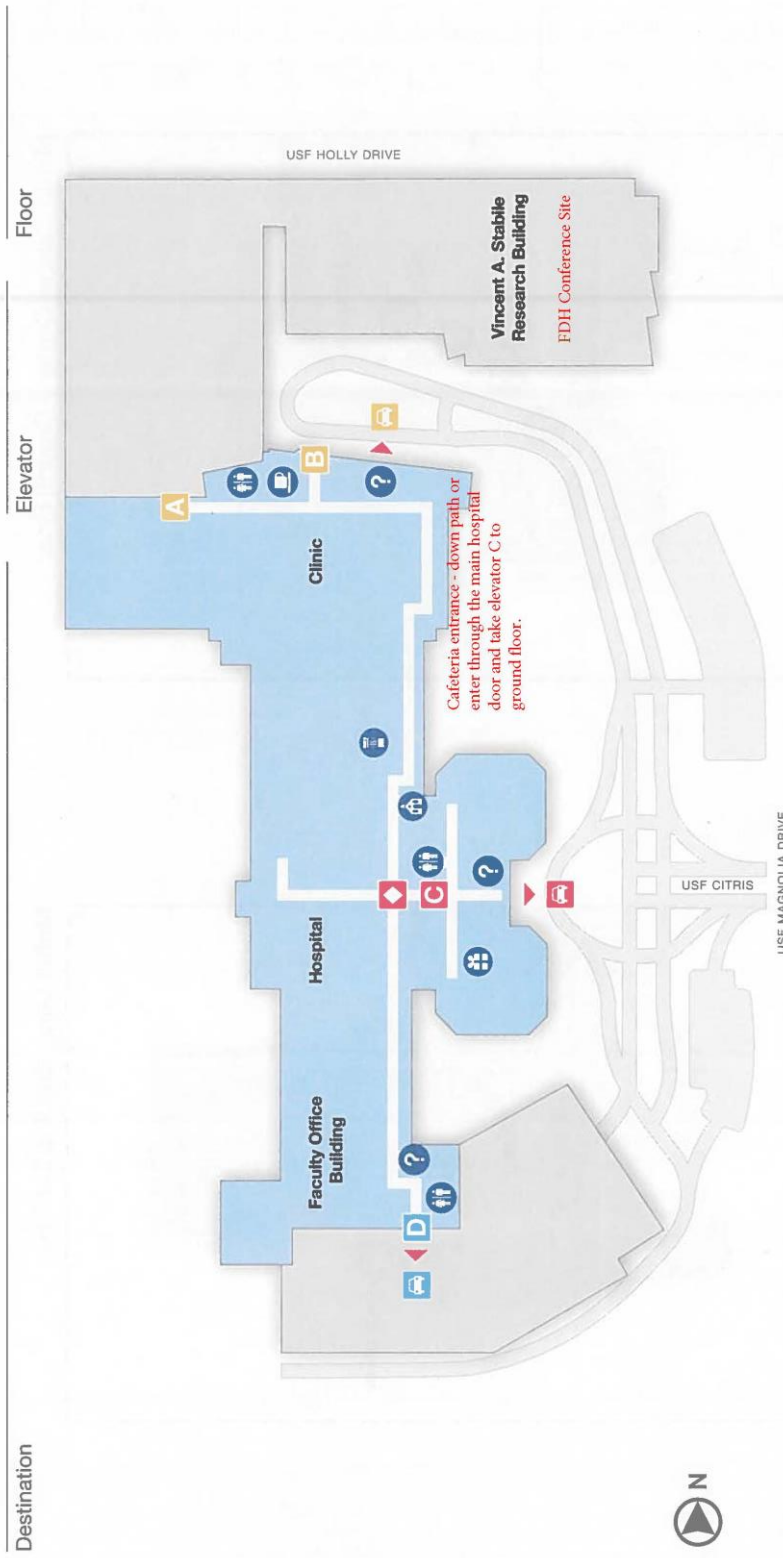 Destination
Elevator
Floor
USF HOLLY DRIVE
A
B
?
Clinic
Vincent A. Stabile
Research Building
FDH Conference Site
Cafeteria entrance - down path or
enter through the main hospital
door and take elevator C to
ground floor.
Hospital
C
?
Faculty Office
Building
?
D
USF CITRIS
USF MAGNOLIA DRIVE
N